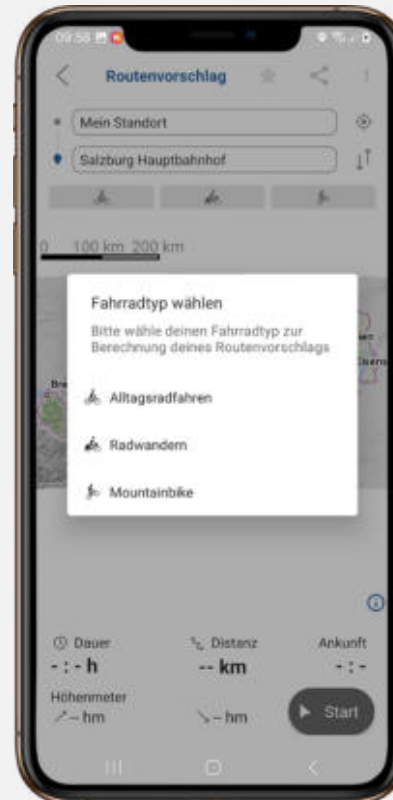 09:58
Routenvorschlag
Mein Standort
Salzburg Hauptbahnhof
0 100 km 200 km
Fahrradtyp wählen
Bitte wähle deinen Fahrradtyp zur
Berechnung deines Routenvorschlags
Alltagsradfahren
Radwandern
Mountainbike
Dauer Distanz Ankunft
- : - h -- km - : -
Höhenmeter
– hm – hm Start